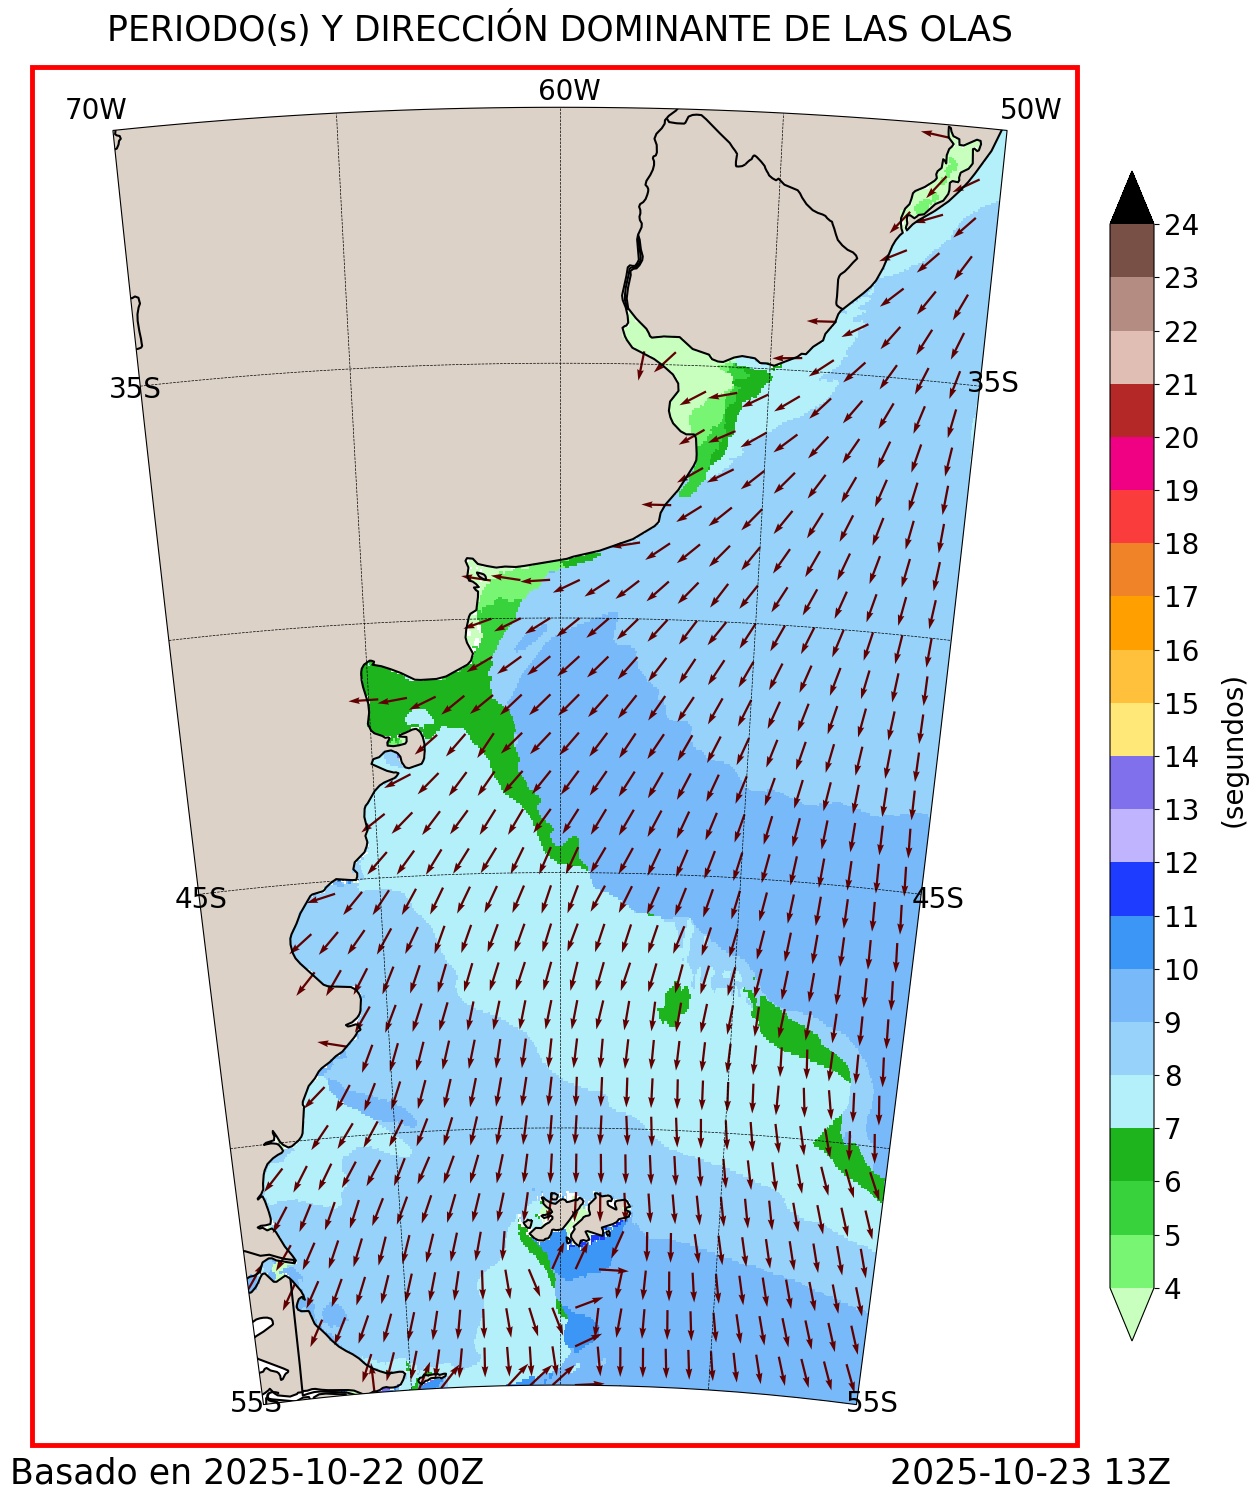 PERIODO(s) Y DIRECCIÓN DOMINANTE DE LAS OLAS
70W
60W
50W
35S
35S
45S
45S
55S
55S
24
23
22
21
20
19
18
17
16
15
14
13
12
11
10
9
8
7
6
5
4
(segundos)
Basado en 2025-10-22 00Z
2025-10-23 13Z